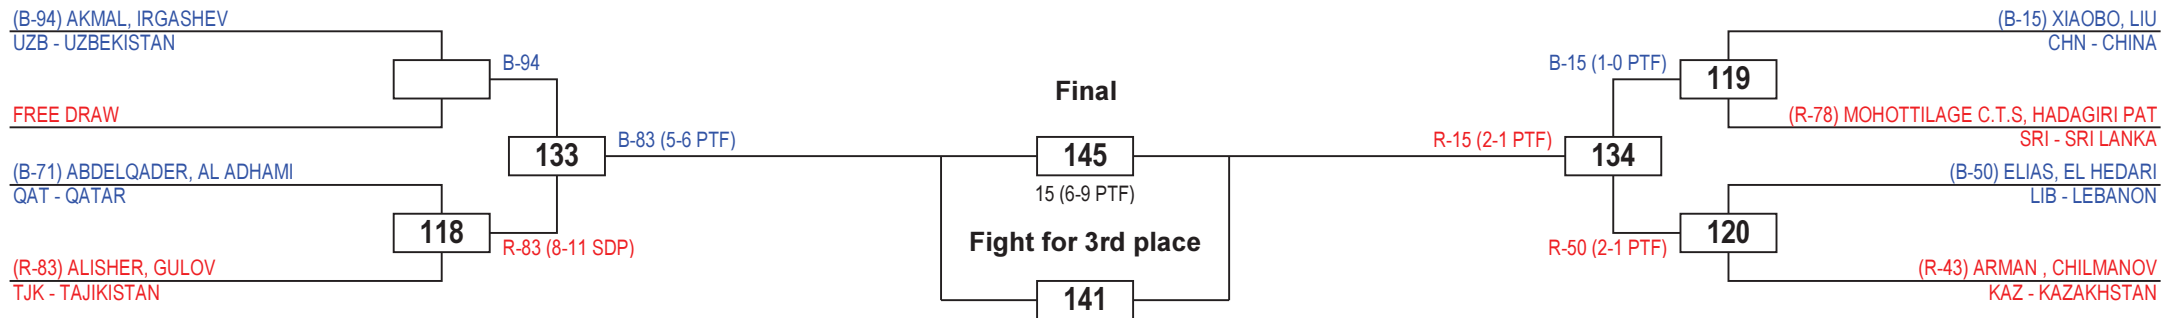 (B-94) AKMAL, IRGASHEV
UZB - UZBEKISTAN
B-94
FREE DRAW
133
B-83 (5-6 PTF)
(B-71) ABDELQADER, AL ADHAMI
QAT - QATAR
118
R-83 (8-11 SDP)
(R-83) ALISHER, GULOV
TJK - TAJIKISTAN
Final
145
15 (6-9 PTF)
Fight for 3rd place
141
(B-15) XIAOBO, LIU
CHN - CHINA
B-15 (1-0 PTF)
119
(R-78) MOHOTTILAGE C.T.S, HADAGIRI PAT
SRI - SRI LANKA
R-15 (2-1 PTF)
134
(B-50) ELIAS, EL HEDARI
LIB - LEBANON
120
R-50 (2-1 PTF)
(R-43) ARMAN , CHILMANOV
KAZ - KAZAKHSTAN